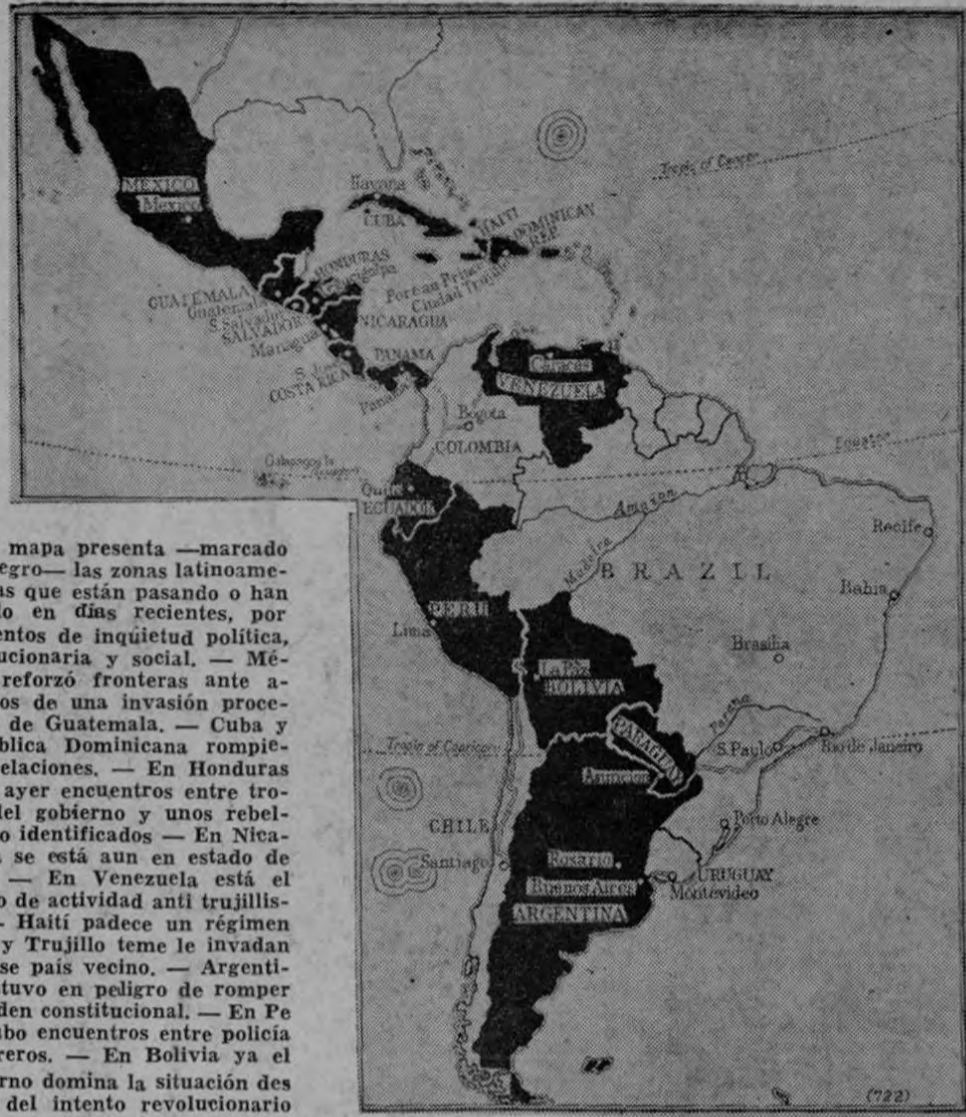 Tropic of Cancer
MEXICO
Mexico
Havana
CUBA
HAITI
DOMINICAN
REP.
Port au Prince
Ciudad Trujillo
HONDURAS
GUATEMALA
Guatemala
S. Salvador
SALVADOR
NICARAGUA
Managua
S. José
COSTA RICA
PANAMA
Panama
Caracas
VENEZUELA
Bogota
COLOMBIA
Equator
Quito
ECUADOR
Amazon
Madeira
BRAZIL
Recife
Bahia
PERU
Lima
Brasilia
La Paz
BOLIVIA
PARAGUAY
Parana
Tropic of Capricorn
S. Paulo
Rio de Janeiro
Asuncion
Porto Alegre
CHILE
Santiago
Rosario
URUGUAY
Buenos Aires
Montevideo
ARGENTINA
(722)
mapa presenta —marcado
egro— las zonas latinoame-
as que están pasando o han
o en días recientes, por
entos de inquietud política,
ucionaria y social. — Mé-
reforzó fronteras ante a-
os de una invasión proce-
de Guatemala. — Cuba y
blica Dominicana rompie-
elaciones. — En Honduras
ayer encuentros entre tro-
del gobierno y unos rebel-
o identificados — En Nica-
se está aun en estado de
— En Venezuela está el
o de actividad anti trujillis-
- Haití padece un régimen
y Trujillo teme le invadan
se país vecino. — Argenti-
tuvo en peligro de romper
den constitucional. — En Pe
ubo encuentros entre policía
reros. — En Bolivia ya el
erno domina la situación des
del intento revolucionario